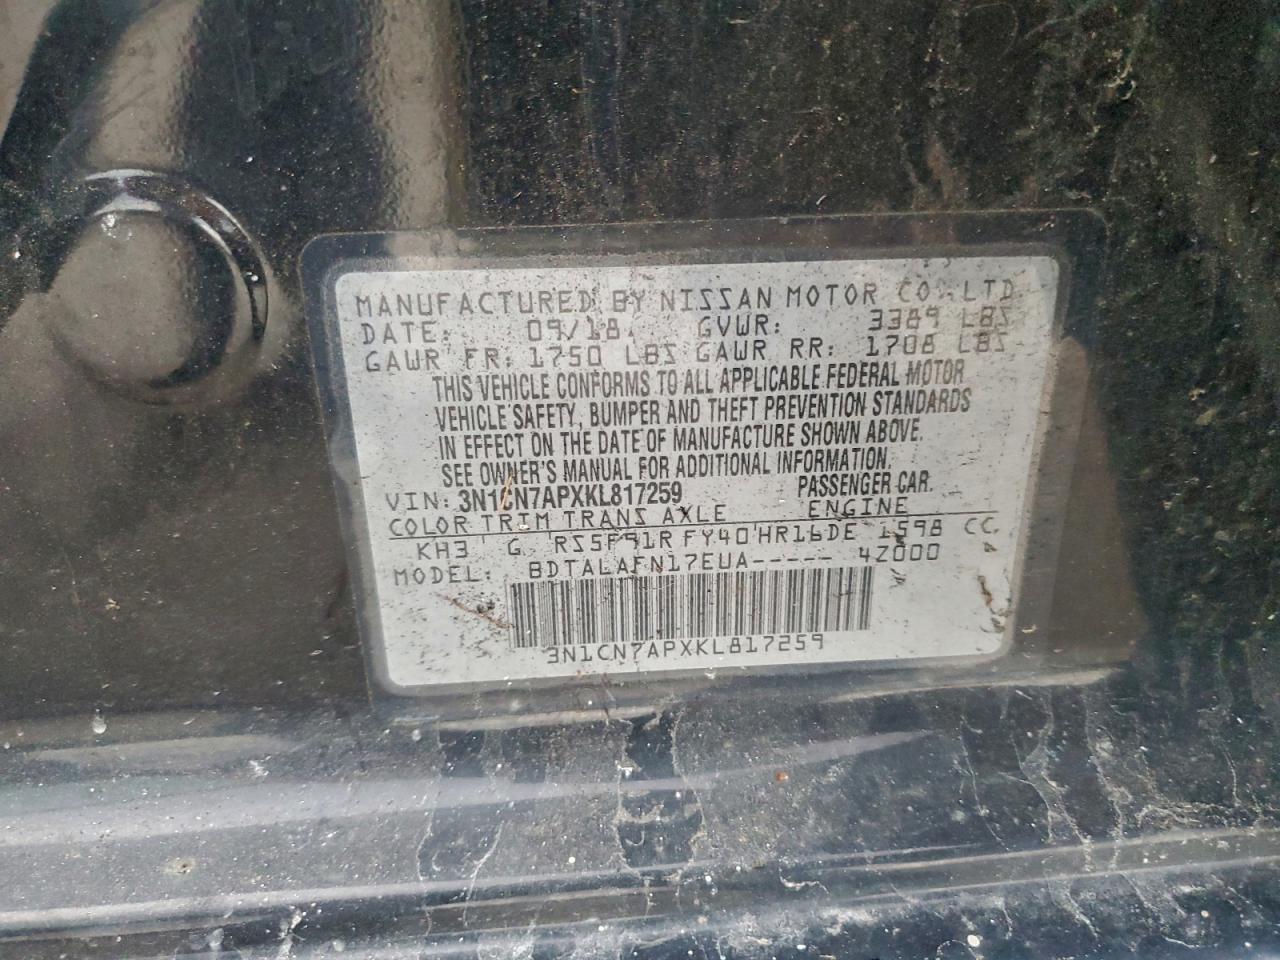 MANUFACTURED BY NISSAN MOTOR CO.,LTD
DATE: 09/18 GVWR: 3389 LBS
GAWR FR: 1750 LBS GAWR RR: 1708 LBS
THIS VEHICLE CONFORMS TO ALL APPLICABLE FEDERAL MOTOR
VEHICLE SAFETY, BUMPER AND THEFT PREVENTION STANDARDS
IN EFFECT ON THE DATE OF MANUFACTURE SHOWN ABOVE.
SEE OWNER'S MANUAL FOR ADDITIONAL INFORMATION.
VIN: 3N1CN7APXKL817259 PASSENGER CAR.
COLOR TRIM TRANS AXLE ENGINE
KH3 G RS5F91R FY40 HR16DE 1598 CC.
MODEL: BDTALAFN17EUA----- 4Z000
3N1CN7APXKL817259